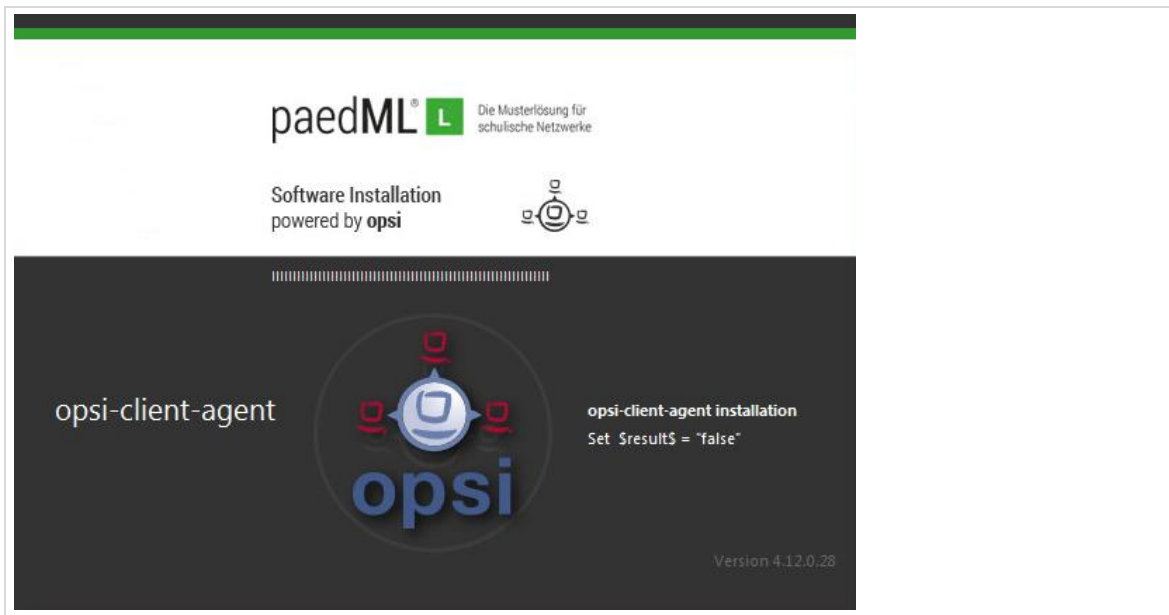 paedML® L Die Musterlösung für
schulische Netzwerke
Software Installation
powered by opsi
opsi-client-agent
opsi
opsi-client-agent installation
Set $result$ = "false"
Version 4.12.0.28